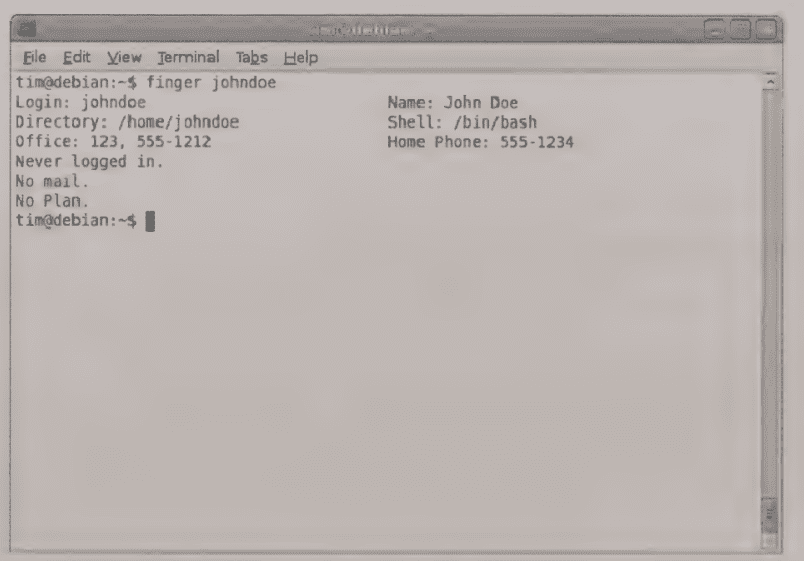 File Edit View Terminal Tabs Help
tim@debian:~$ finger johndoe
Login: johndoe Name: John Doe
Directory: /home/johndoe Shell: /bin/bash
Office: 123, 555-1212 Home Phone: 555-1234
Never logged in.
No mail.
No Plan.
tim@debian:~$